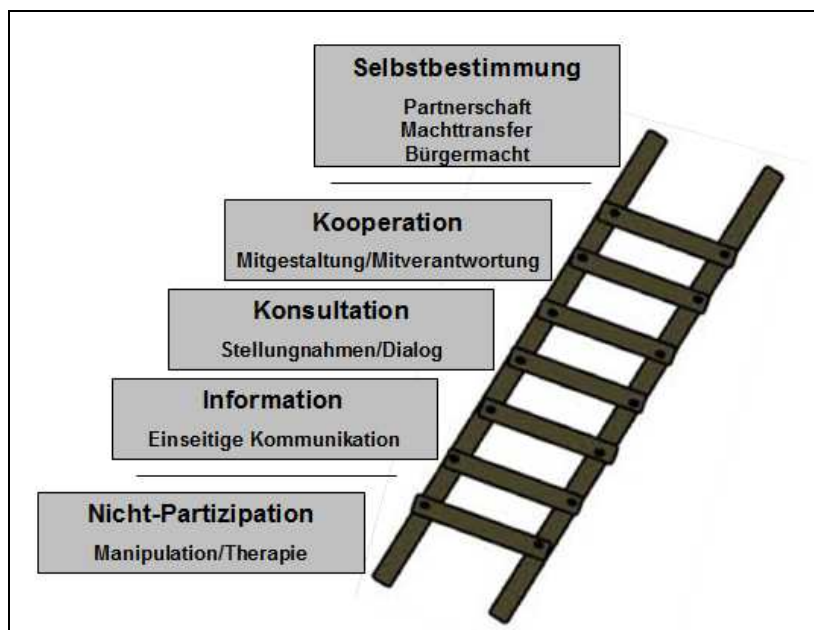 Selbstbestimmung
Partnerschaft
Machttransfer
Bürgermacht
Kooperation
Mitgestaltung/Mitverantwortung
Konsultation
Stellungnahmen/Dialog
Information
Einseitige Kommunikation
Nicht-Partizipation
Manipulation/Therapie